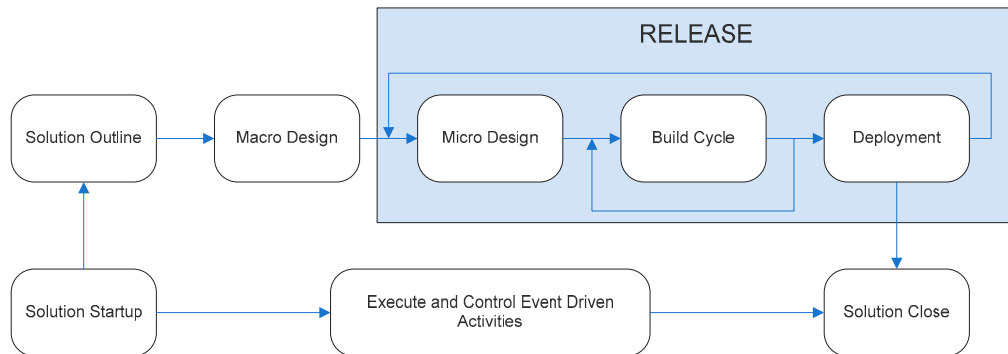 RELEASE
Solution Outline
Macro Design
Micro Design
Build Cycle
Deployment
Solution Startup
Execute and Control Event Driven
Activities
Solution Close